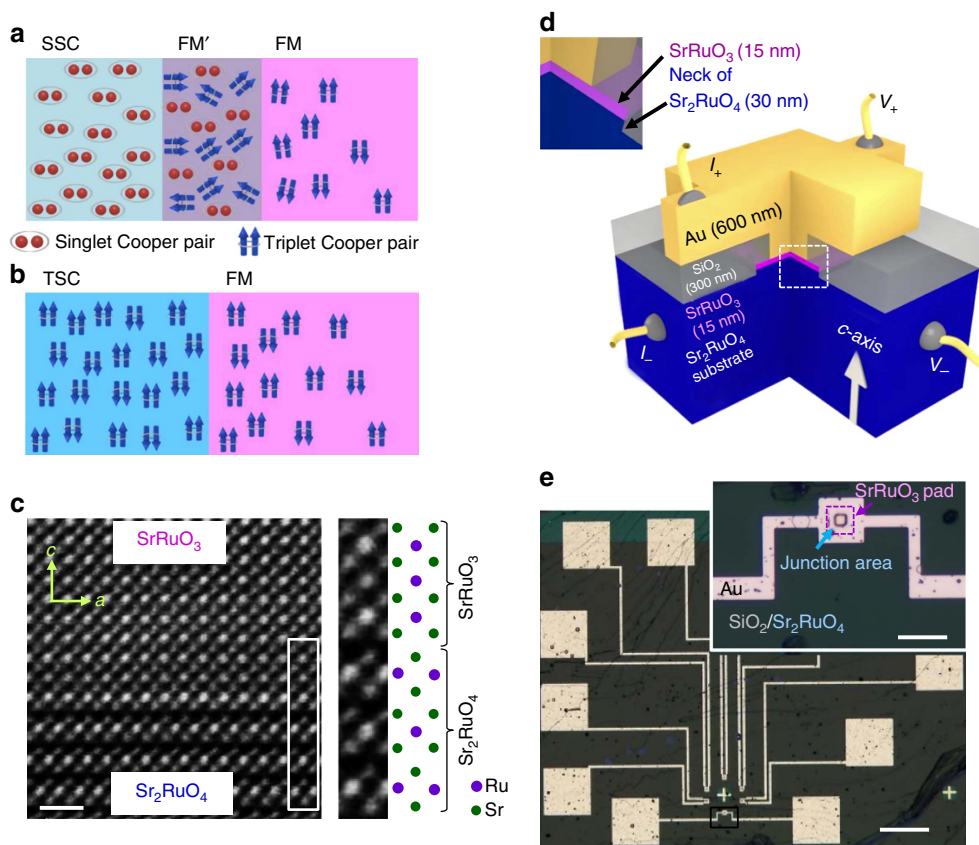 a
SSC
FM′
FM
Singlet Cooper pair
Triplet Cooper pair
b
TSC
FM
c
SrRuO₃
c
a
Sr₂RuO₄
SrRuO₃
Sr₂RuO₄
Ru
Sr
d
SrRuO₃ (15 nm)
Neck of
Sr₂RuO₄ (30 nm)
V₊
I₊
Au (600 nm)
SiO₂
(300 nm)
SrRuO₃
(15 nm)
Sr₂RuO₄
substrate
I₋
c-axis
V₋
e
SrRuO₃ pad
Junction area
Au
SiO₂/Sr₂RuO₄